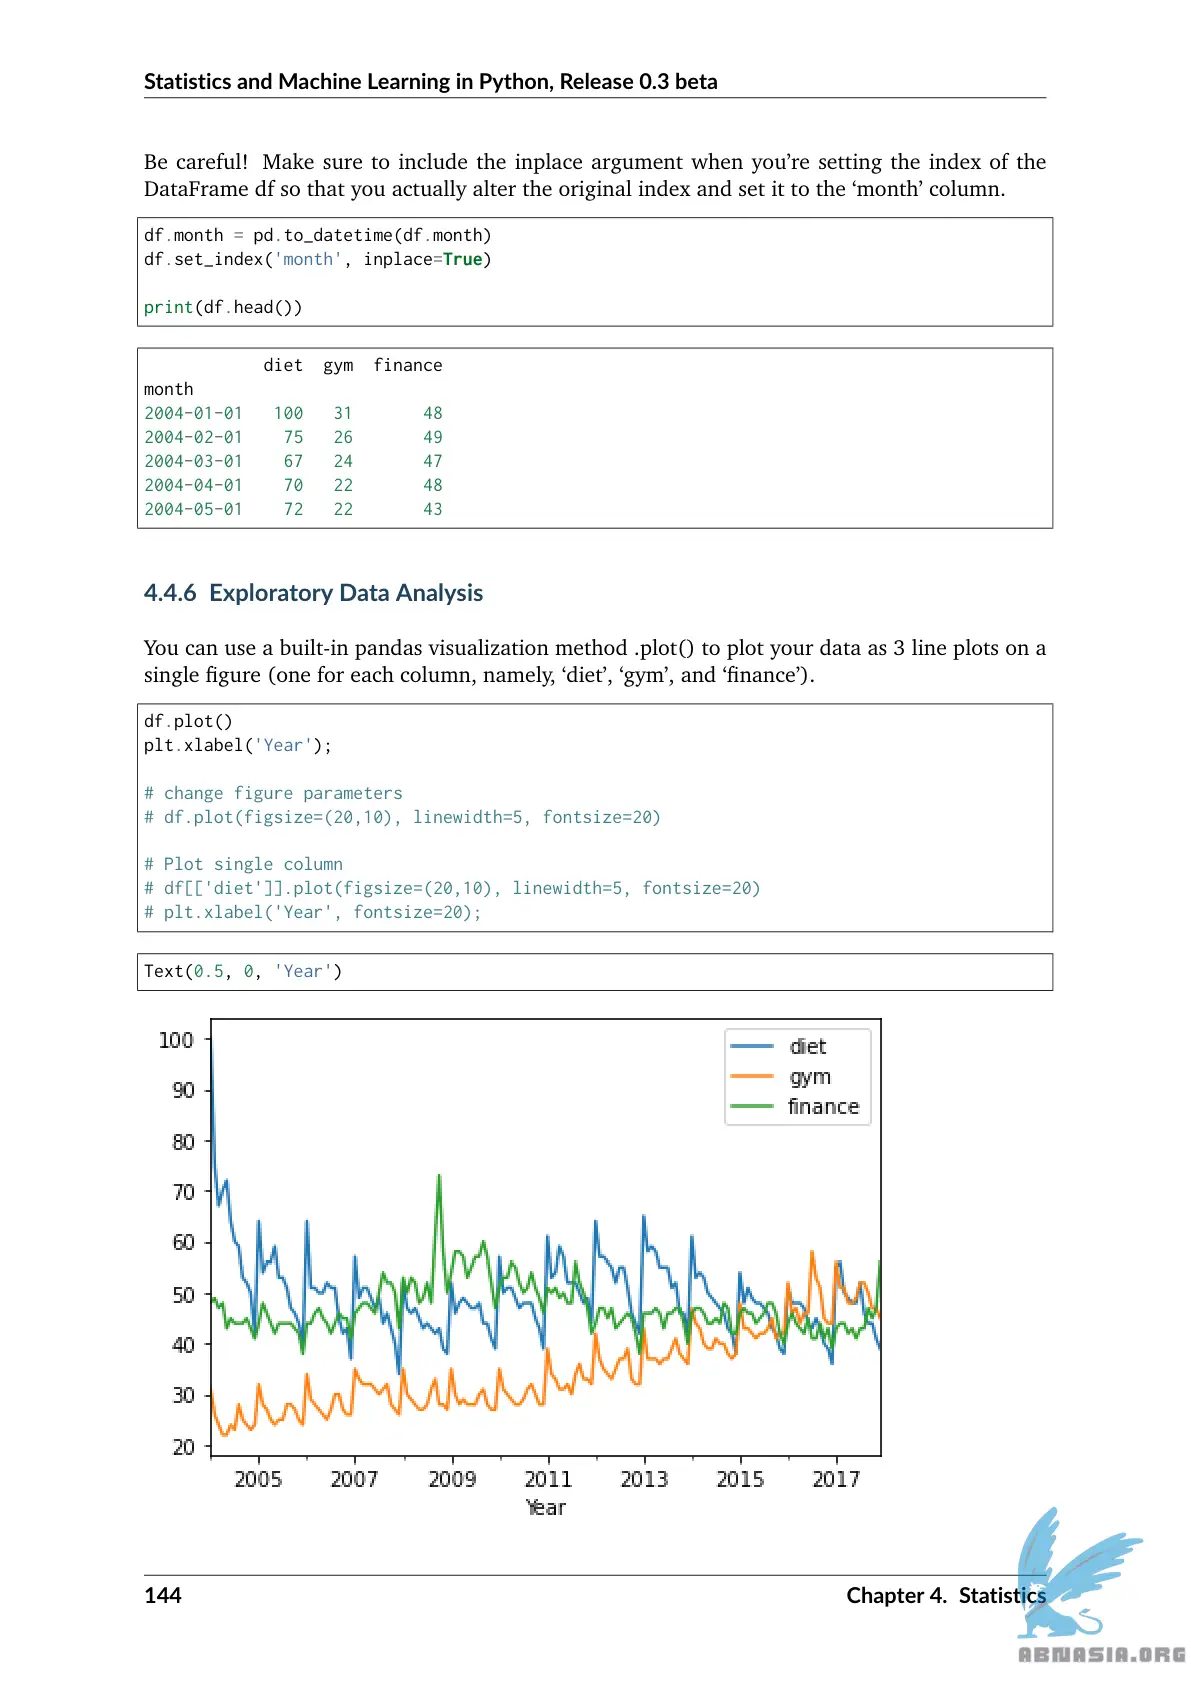 Statistics and Machine Learning in Python, Release 0.3 beta
Be careful! Make sure to include the inplace argument when you’re setting the index of the
DataFrame df so that you actually alter the original index and set it to the ‘month’ column.
df.month = pd.to_datetime(df.month)
df.set_index('month', inplace=True)
print(df.head())
diet gym finance
month
2004-01-01 100 31 48
2004-02-01 75 26 49
2004-03-01 67 24 47
2004-04-01 70 22 48
2004-05-01 72 22 43
4.4.6 Exploratory Data Analysis
You can use a built-in pandas visualization method .plot() to plot your data as 3 line plots on a
single figure (one for each column, namely, ‘diet’, ‘gym’, and ‘finance’).
df.plot()
plt.xlabel('Year');
# change figure parameters
# df.plot(figsize=(20,10), linewidth=5, fontsize=20)
# Plot single column
# df[['diet']].plot(figsize=(20,10), linewidth=5, fontsize=20)
# plt.xlabel('Year', fontsize=20);
Text(0.5, 0, 'Year')
100
90
80
70
60
50
40
30
20
diet
gym
finance
2005 2007 2009 2011 2013 2015 2017
Year
144 Chapter 4. Statistics
ABNASIA.ORG